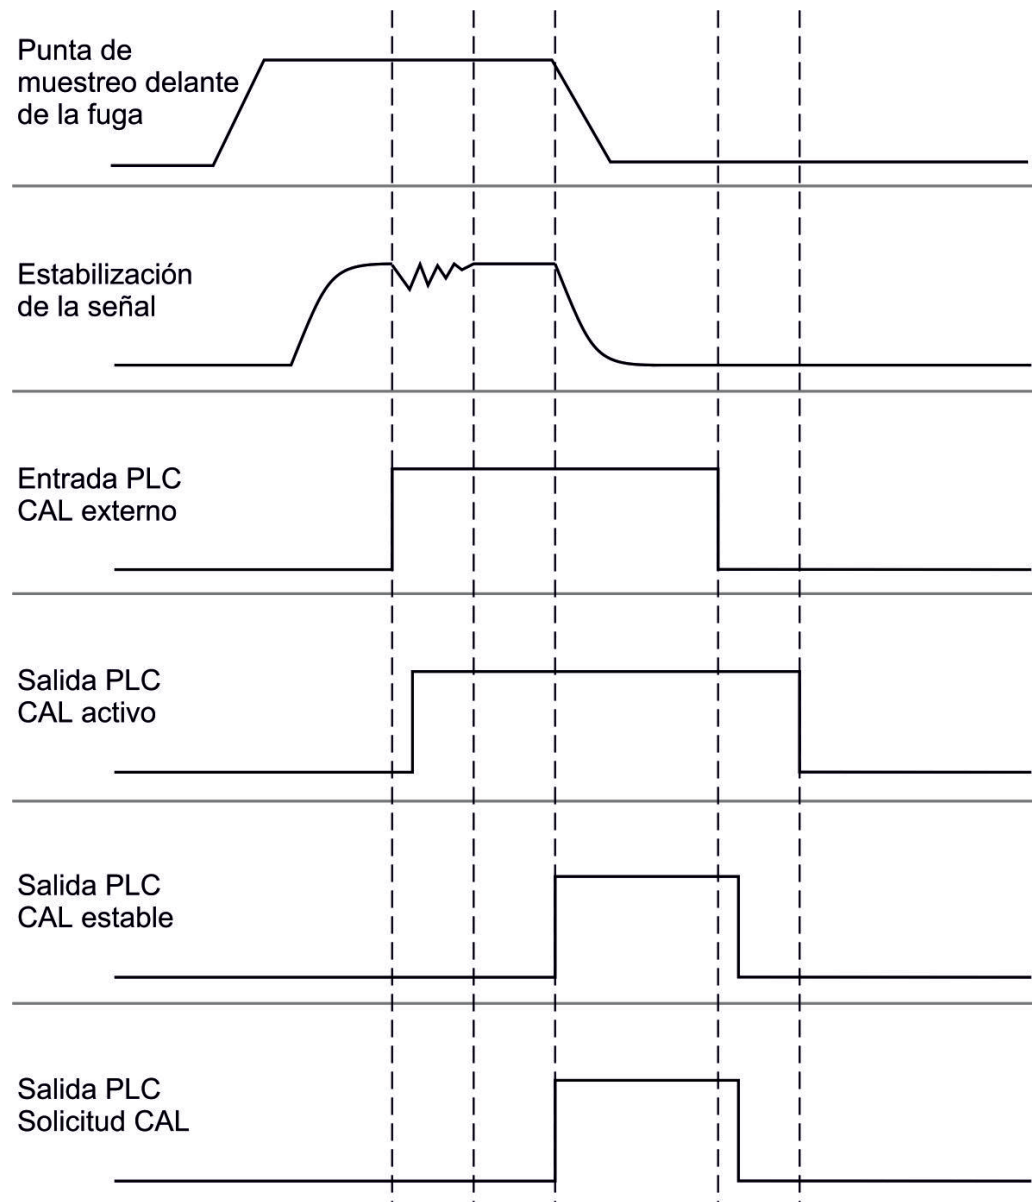 Punta de
muestreo delante
de la fuga
Estabilización
de la señal
Entrada PLC
CAL externo
Salida PLC
CAL activo
Salida PLC
CAL estable
Salida PLC
Solicitud CAL